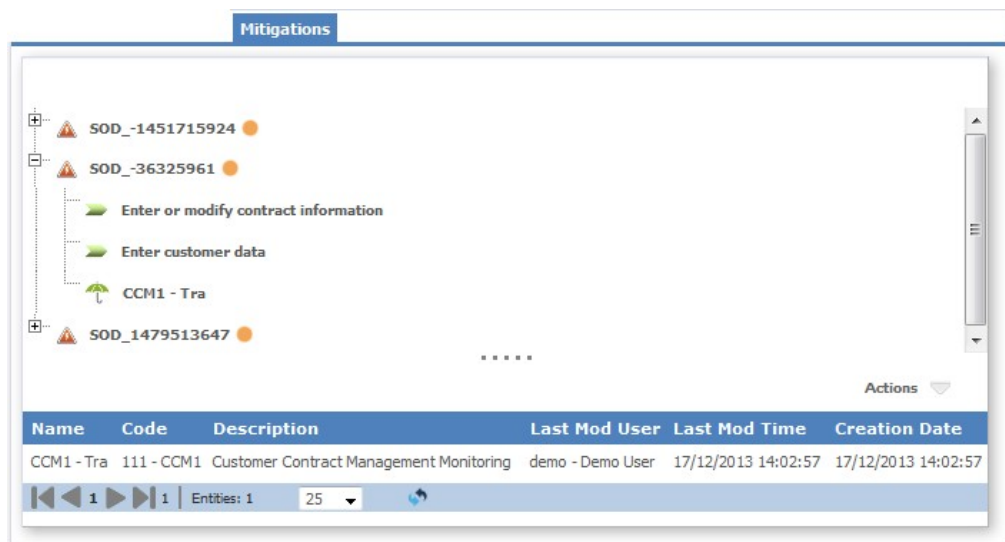 Mitigations
SOD_-1451715924
SOD_-36325961
Enter or modify contract information
Enter customer data
CCM1 - Tra
SOD_1479513647
Actions
Name Code Description Last Mod User Last Mod Time Creation Date
CCM1 - Tra 111 - CCM1 Customer Contract Management Monitoring demo - Demo User 17/12/2013 14:02:57 17/12/2013 14:02:57
1 1 Entities: 1 25